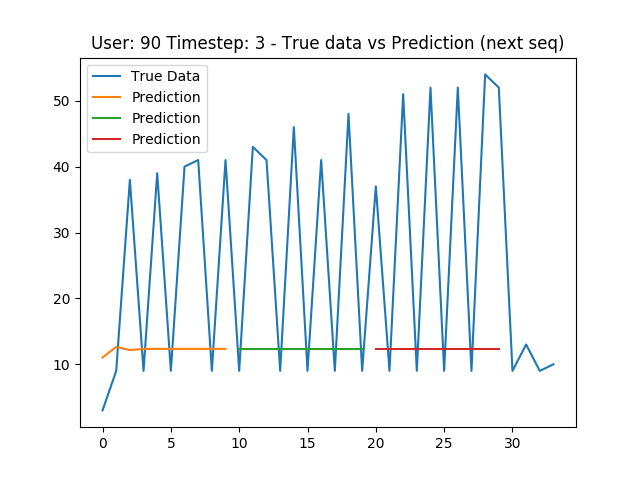 User: 90 Timestep: 3 - True data vs Prediction (next seq)
True Data
Prediction
Prediction
Prediction
50
40
30
20
10
0 5 10 15 20 25 30